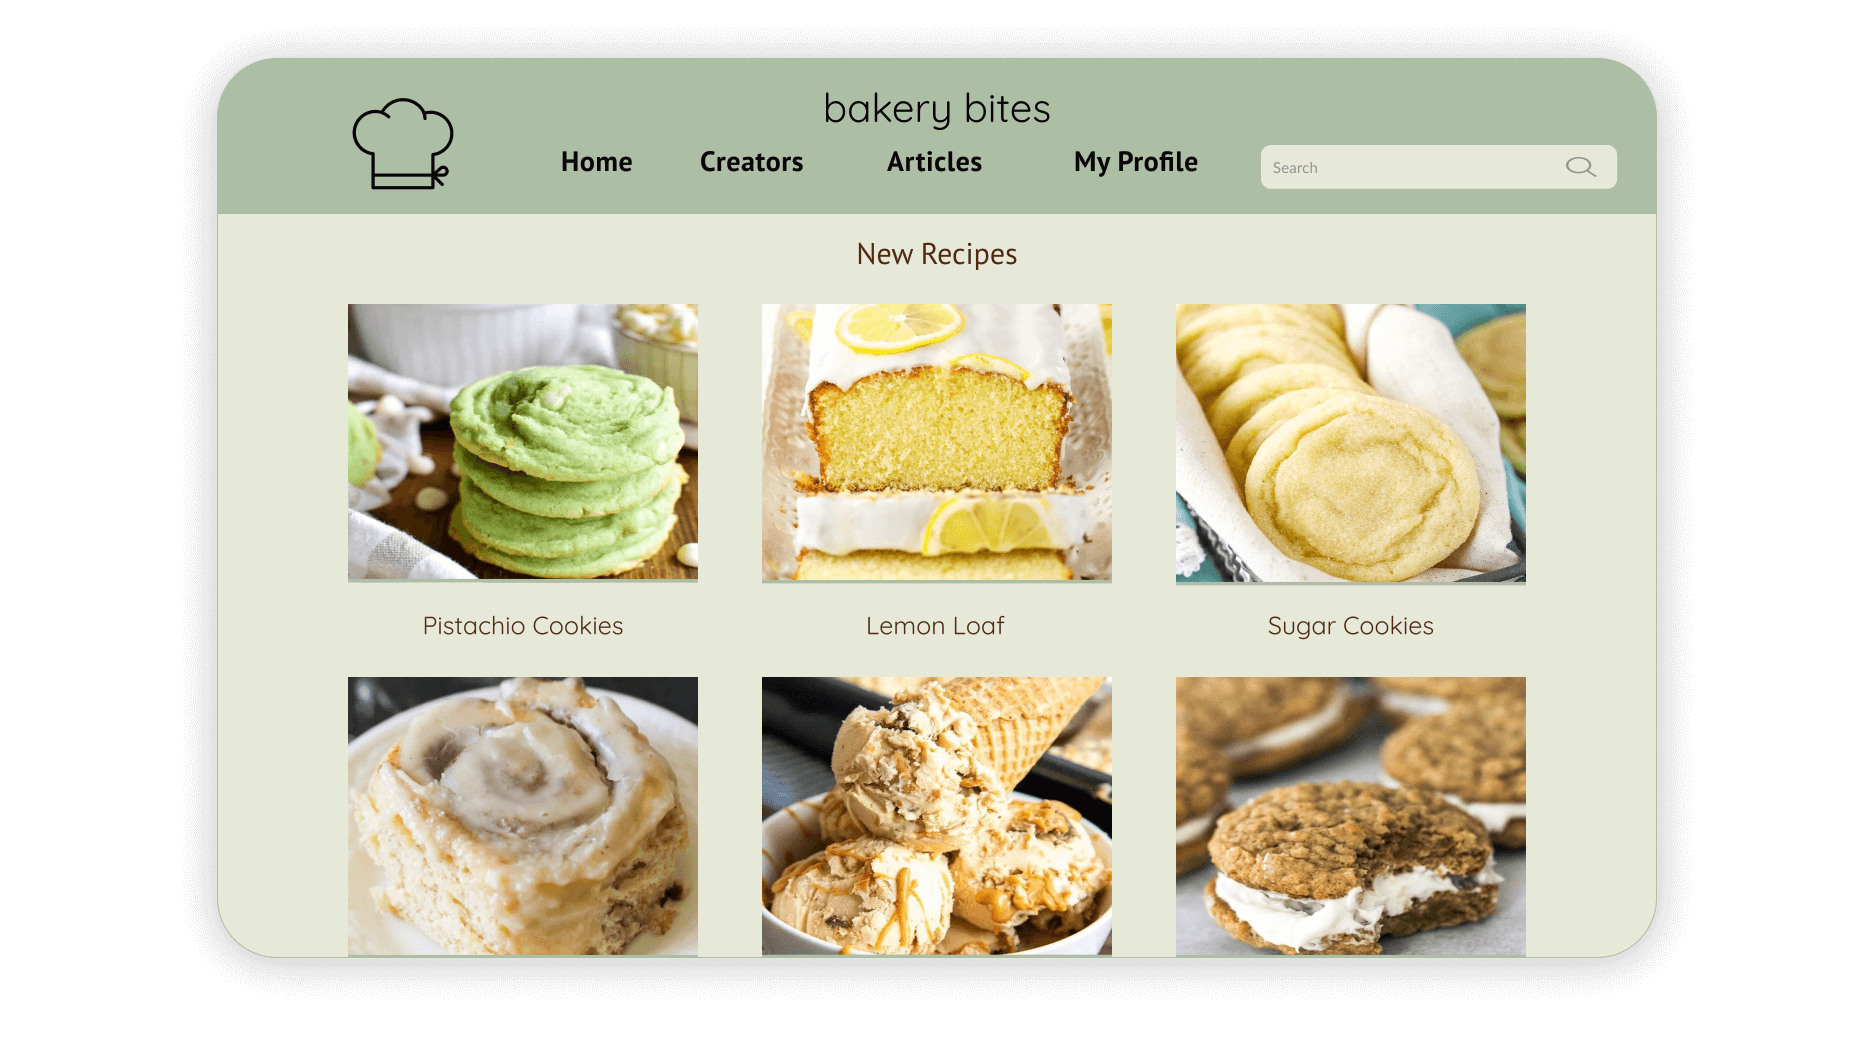 bakery bites
Home Creators Articles My Profile
Search
New Recipes
Pistachio Cookies
Lemon Loaf
Sugar Cookies